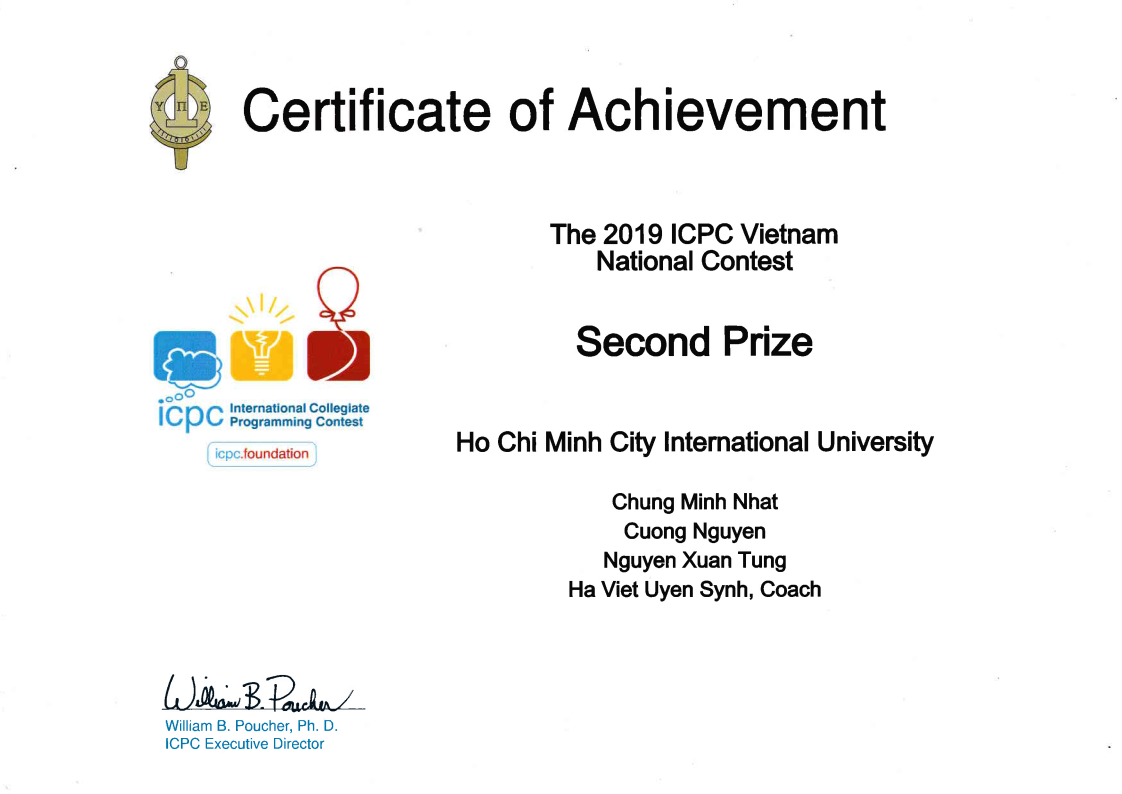 Υ Π Ε
Certificate of Achievement
The 2019 ICPC Vietnam
National Contest
Second Prize
icpc International Collegiate
Programming Contest
icpc.foundation
Ho Chi Minh City International University
Chung Minh Nhat
Cuong Nguyen
Nguyen Xuan Tung
Ha Viet Uyen Synh, Coach
William B. Poucher
William B. Poucher, Ph. D.
ICPC Executive Director